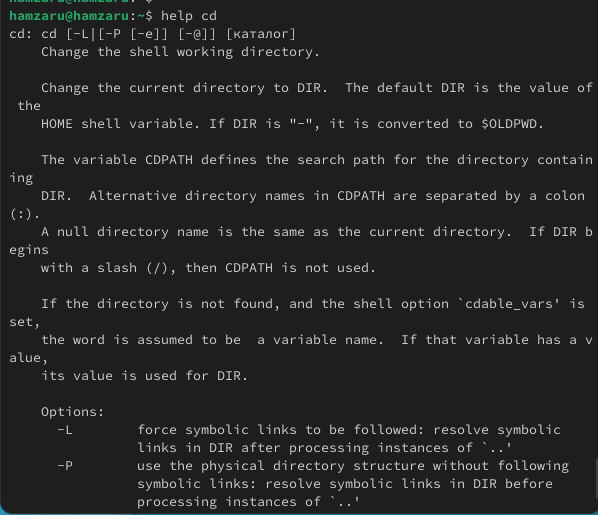 hamzaru@hamzaru:~$ help cd
cd: cd [-L|[-P [-e]] [-@]] [каталог]
    Change the shell working directory.

    Change the current directory to DIR.  The default DIR is the value of
 the
    HOME shell variable. If DIR is "-", it is converted to $OLDPWD.

    The variable CDPATH defines the search path for the directory contain
ing
    DIR.  Alternative directory names in CDPATH are separated by a colon
(:).
    A null directory name is the same as the current directory.  If DIR b
egins
    with a slash (/), then CDPATH is not used.

    If the directory is not found, and the shell option `cdable_vars' is
set,
    the word is assumed to be  a variable name.  If that variable has a v
alue,
    its value is used for DIR.

    Options:
      -L        force symbolic links to be followed: resolve symbolic
                links in DIR after processing instances of `..'
      -P        use the physical directory structure without following
                symbolic links: resolve symbolic links in DIR before
                processing instances of `..'